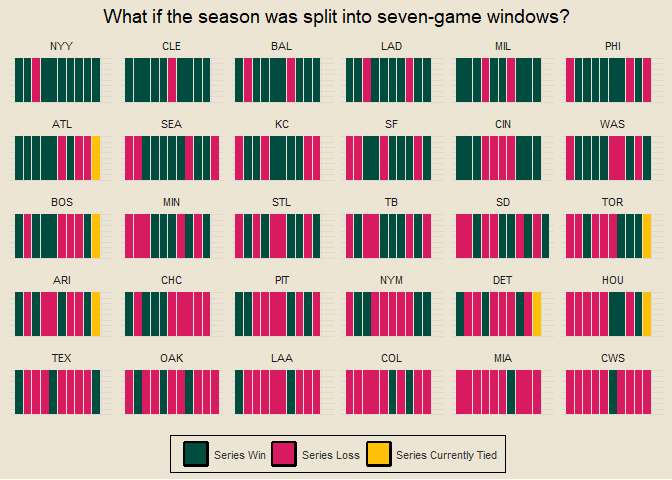 What if the season was split into seven-game windows?
NYY CLE BAL LAD MIL PHI
ATL SEA KC SF CIN WAS
BOS MIN STL TB SD TOR
ARI CHC PIT NYM DET HOU
TEX OAK LAA COL MIA CWS
Series Win Series Loss Series Currently Tied